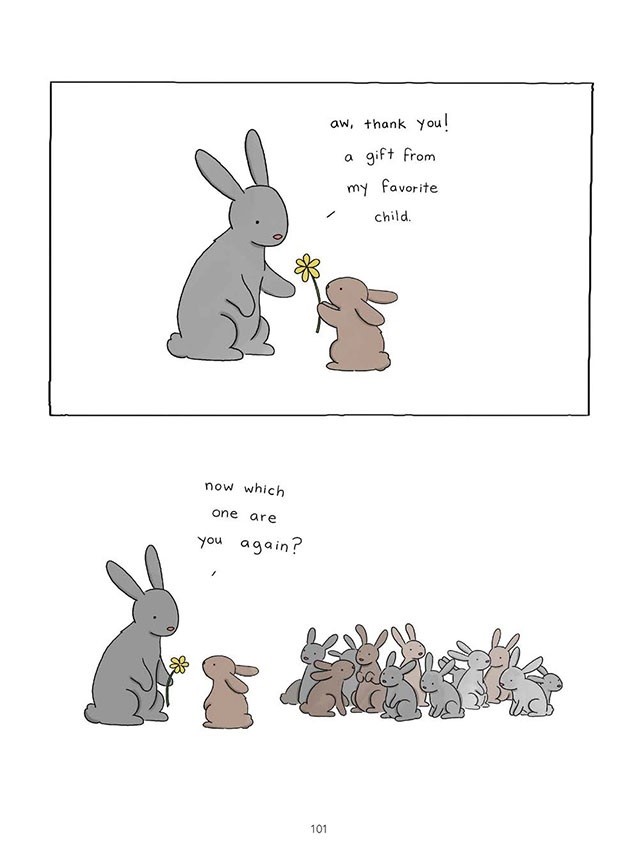 aw, thank you!
a gift from
my favorite
child.
now which
one are
you again?
101